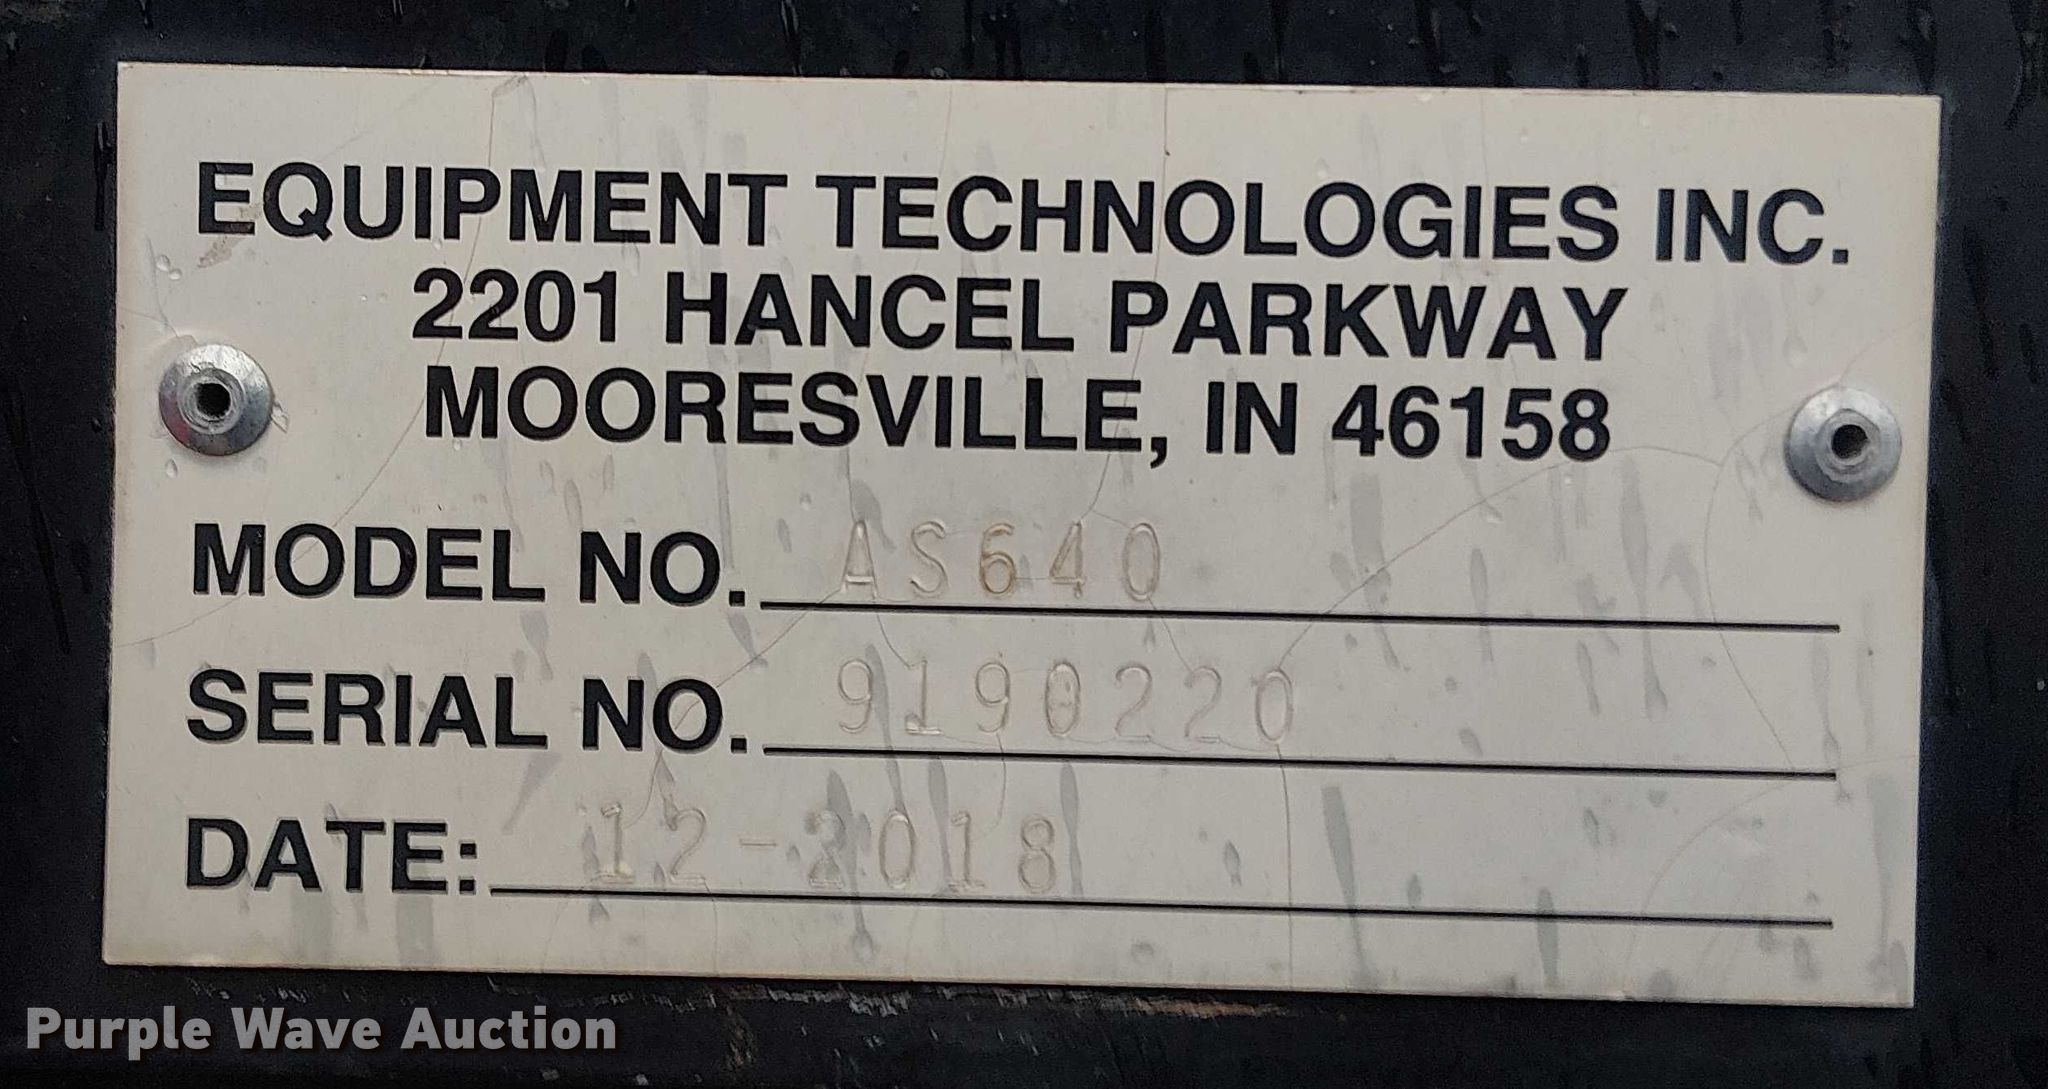 EQUIPMENT TECHNOLOGIES INC.
2201 HANCEL PARKWAY
MOORESVILLE, IN 46158
MODEL NO. AS640
SERIAL NO. 9190220
DATE: 12-2018
Purple Wave Auction